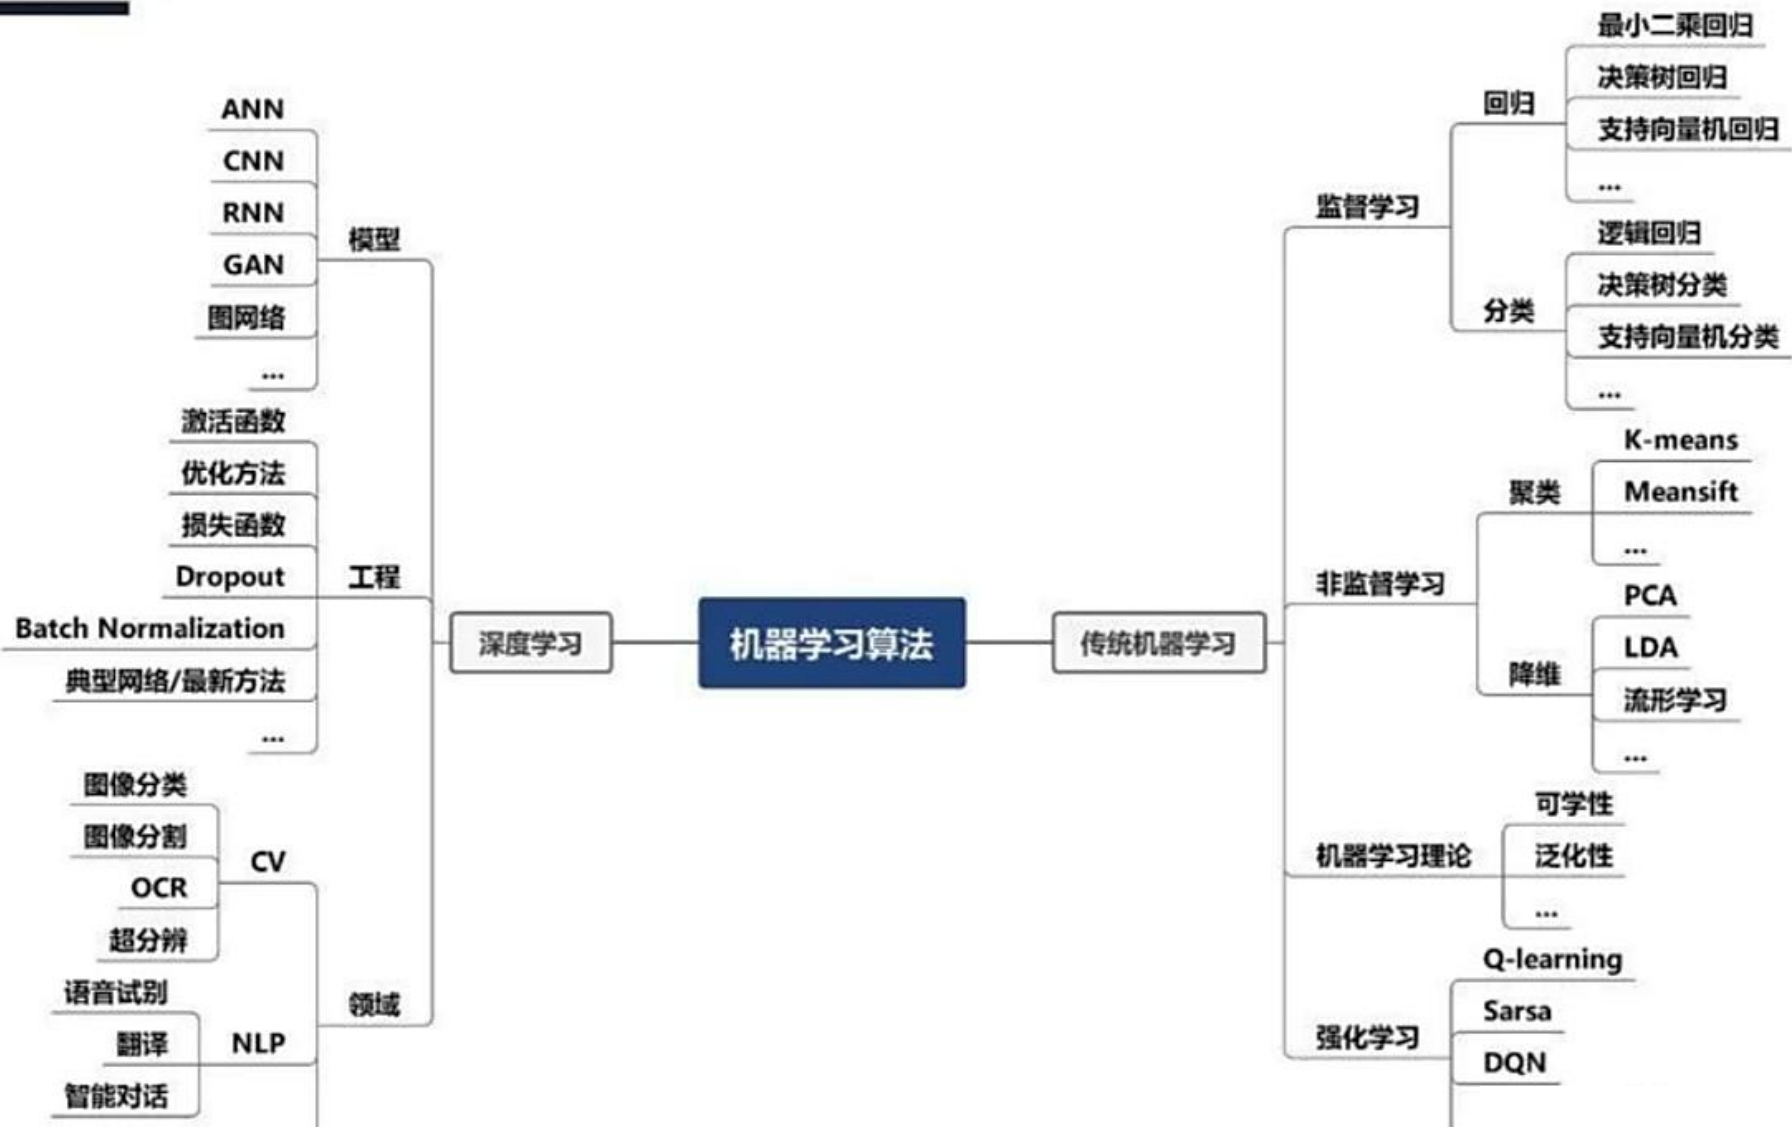 机器学习算法
深度学习
模型
ANN
CNN
RNN
GAN
图网络
...
工程
激活函数
优化方法
损失函数
Dropout
Batch Normalization
典型网络/最新方法
...
领域
CV
图像分类
图像分割
OCR
超分辨
NLP
语音试别
翻译
智能对话
传统机器学习
监督学习
回归
最小二乘回归
决策树回归
支持向量机回归
...
分类
逻辑回归
决策树分类
支持向量机分类
...
非监督学习
聚类
K-means
Meansift
...
降维
PCA
LDA
流形学习
...
机器学习理论
可学性
泛化性
...
强化学习
Q-learning
Sarsa
DQN